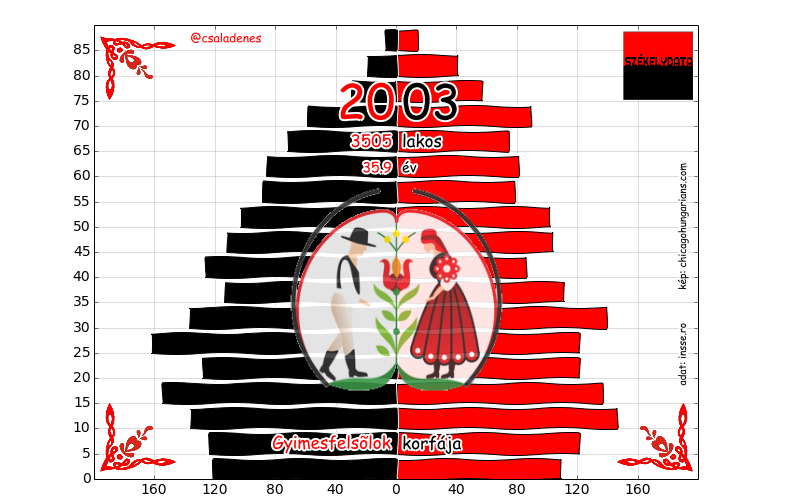 @csaladenes
SZÉKELYDATA
2003
3505 lakos
35.9 év
kép: chicagohungarians.com
adat: insse.ro
Gyimesfelsõlok korfája
85
80
75
70
65
60
55
50
45
40
35
30
25
20
15
10
5
0
160 120 80 40 0 40 80 120 160